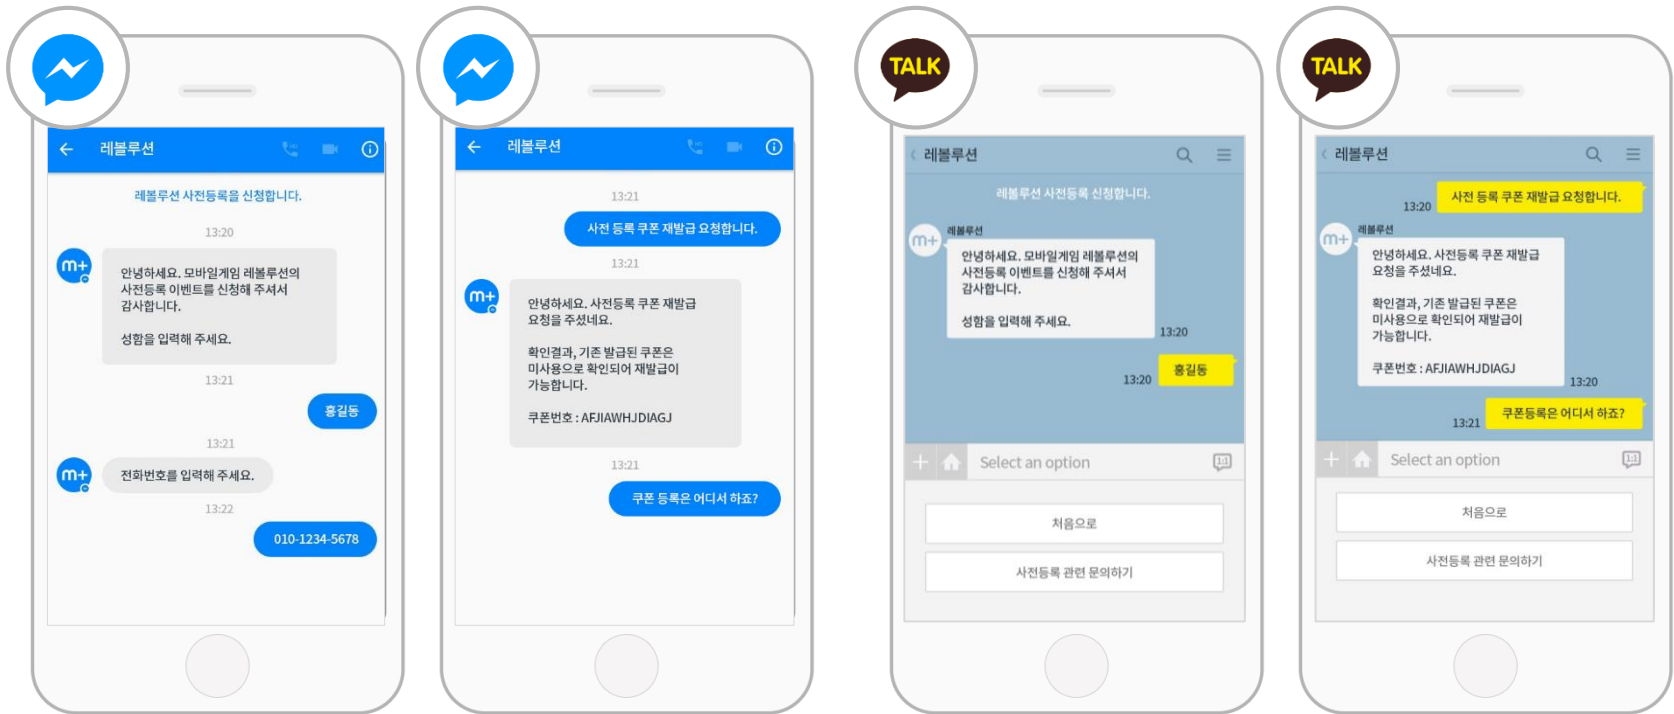 레볼루션
레볼루션 사전등록을 신청합니다.
13:20
m+
안녕하세요. 모바일게임 레볼루션의
사전등록 이벤트를 신청해 주셔서
감사합니다.
성함을 입력해 주세요.
13:21
홍길동
13:21
m+
전화번호를 입력해 주세요.
13:22
010-1234-5678
레볼루션
13:21
사전 등록 쿠폰 재발급 요청합니다.
13:21
m+
안녕하세요. 사전등록 쿠폰 재발급
요청을 주셨네요.
확인결과, 기존 발급된 쿠폰은
미사용으로 확인되어 재발급이
가능합니다.
쿠폰번호 : AFJIAWHJDIAGJ
13:21
쿠폰 등록은 어디서 하죠?
TALK
레볼루션
레볼루션 사전등록 신청합니다.
m+
레볼루션
안녕하세요. 모바일게임 레볼루션의
사전등록 이벤트를 신청해 주셔서
감사합니다.
성함을 입력해 주세요.
13:20
홍길동
13:20
Select an option
1:1
처음으로
사전등록 관련 문의하기
TALK
레볼루션
사전 등록 쿠폰 재발급 요청합니다.
13:20
m+
레볼루션
안녕하세요. 사전등록 쿠폰 재발급
요청을 주셨네요.
확인결과, 기존 발급된 쿠폰은
미사용으로 확인되어 재발급이
가능합니다.
쿠폰번호 : AFJIAWHJDIAGJ
13:20
쿠폰등록은 어디서 하죠?
13:21
Select an option
1:1
처음으로
사전등록 관련 문의하기